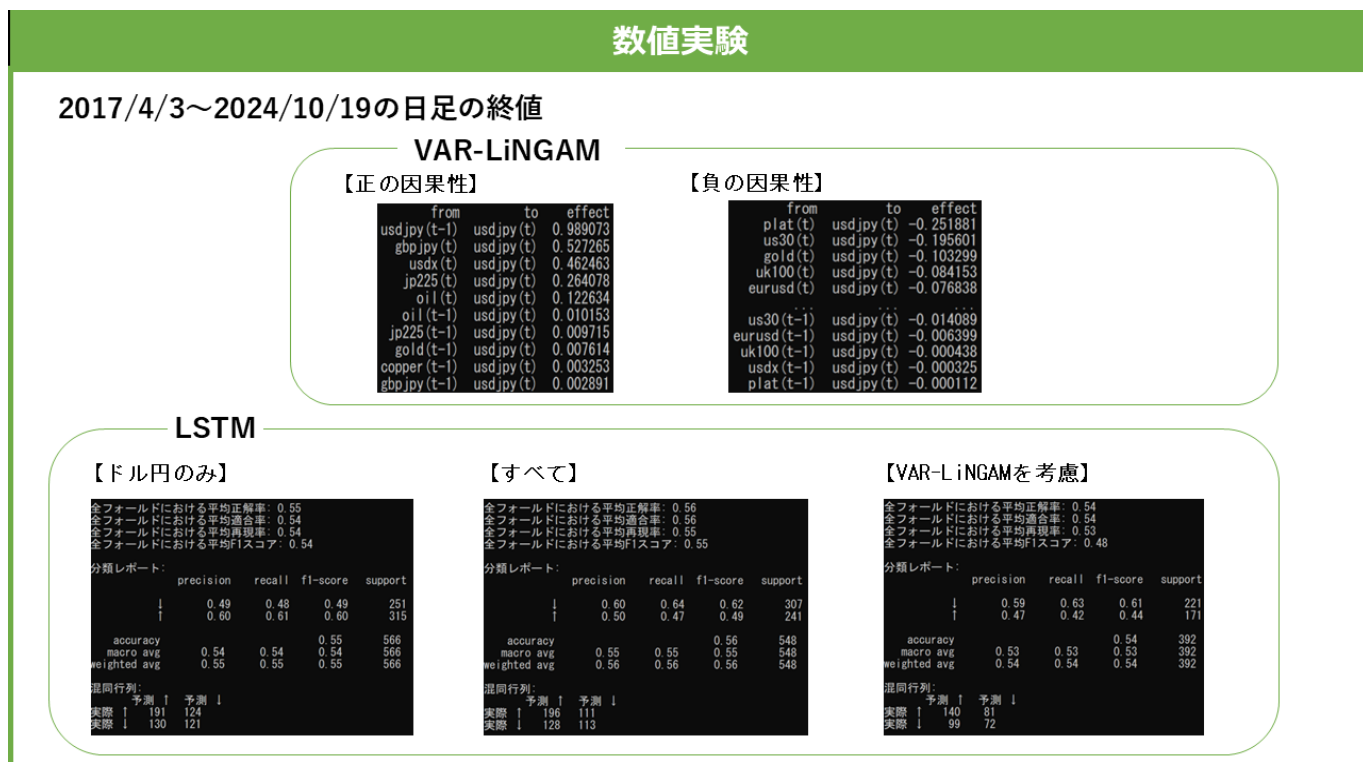 数値実験
2017/4/3～2024/10/19の日足の終値
VAR-LiNGAM
【正の因果性】
from to effect
usdjpy(t-1) usdjpy(t) 0.989073
gbpjpy(t) usdjpy(t) 0.527265
usdx(t) usdjpy(t) 0.462463
jp225(t) usdjpy(t) 0.264078
oil(t) usdjpy(t) 0.122634
oil(t-1) usdjpy(t) 0.010153
jp225(t-1) usdjpy(t) 0.009715
gold(t-1) usdjpy(t) 0.007614
copper(t-1) usdjpy(t) 0.003253
gbpjpy(t-1) usdjpy(t) 0.002891
【負の因果性】
from to effect
plat(t) usdjpy(t) -0.251881
us30(t) usdjpy(t) -0.195601
gold(t) usdjpy(t) -0.103299
uk100(t) usdjpy(t) -0.084153
eurusd(t) usdjpy(t) -0.076838
... ... ...
us30(t-1) usdjpy(t) -0.014089
eurusd(t-1) usdjpy(t) -0.006399
uk100(t-1) usdjpy(t) -0.000438
usdx(t-1) usdjpy(t) -0.000325
plat(t-1) usdjpy(t) -0.000112
LSTM
【ドル円のみ】
全フォールドにおける平均正解率: 0.55
全フォールドにおける平均適合率: 0.54
全フォールドにおける平均再現率: 0.54
全フォールドにおける平均F1スコア: 0.54
分類レポート:
precision recall f1-score support
↓ 0.49 0.48 0.49 251
↑ 0.60 0.61 0.60 315
accuracy 0.55 566
macro avg 0.54 0.54 0.54 566
weighted avg 0.55 0.55 0.55 566
混同行列:
予測 ↑ 予測 ↓
実際 ↑ 191 124
実際 ↓ 130 121
【すべて】
全フォールドにおける平均正解率: 0.56
全フォールドにおける平均適合率: 0.56
全フォールドにおける平均再現率: 0.55
全フォールドにおける平均F1スコア: 0.55
分類レポート:
precision recall f1-score support
↓ 0.60 0.64 0.62 307
↑ 0.50 0.47 0.49 241
accuracy 0.56 548
macro avg 0.55 0.55 0.55 548
weighted avg 0.56 0.56 0.56 548
混同行列:
予測 ↑ 予測 ↓
実際 ↑ 196 111
実際 ↓ 128 113
【VAR-LiNGAMを考慮】
全フォールドにおける平均正解率: 0.54
全フォールドにおける平均適合率: 0.54
全フォールドにおける平均再現率: 0.53
全フォールドにおける平均F1スコア: 0.48
分類レポート:
precision recall f1-score support
↓ 0.59 0.63 0.61 221
↑ 0.47 0.42 0.44 171
accuracy 0.54 392
macro avg 0.53 0.53 0.53 392
weighted avg 0.54 0.54 0.54 392
混同行列:
予測 ↑ 予測 ↓
実際 ↑ 140 81
実際 ↓ 99 72